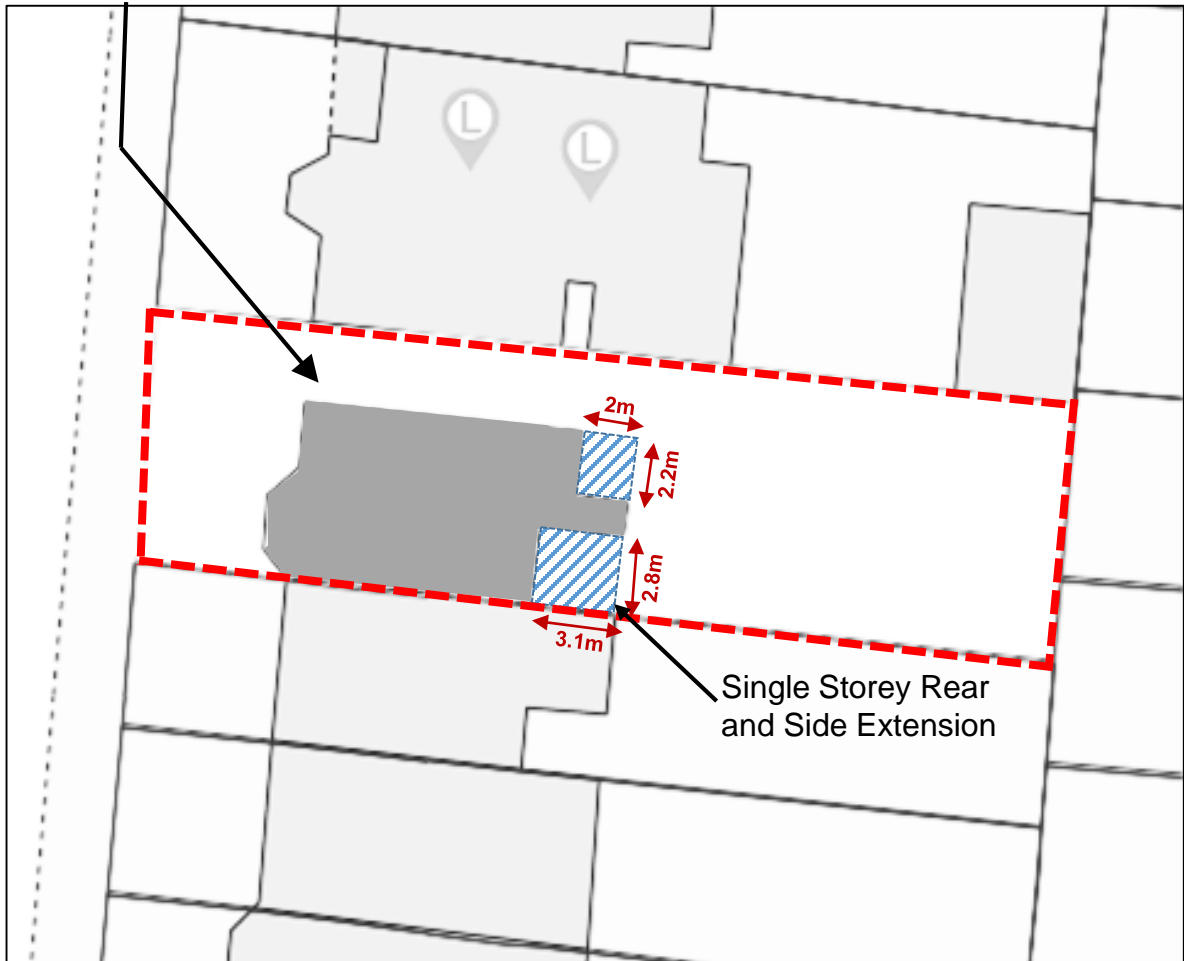 L
L
2m
2.2m
2.8m
3.1m
Single Storey Rear
and Side Extension